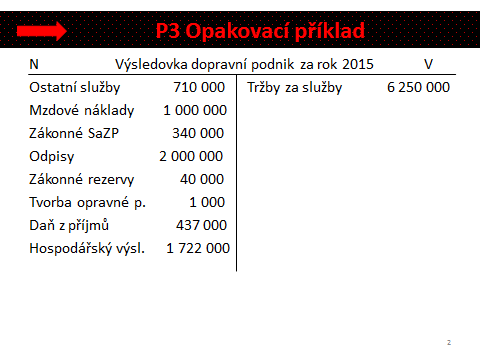 P3 Opakovací příklad
N Výsledovka dopravní podnik za rok 2015 V
Ostatní služby 710 000 Tržby za služby 6 250 000
Mzdové náklady 1 000 000
Zákonné SaZP 340 000
Odpisy 2 000 000
Zákonné rezervy 40 000
Tvorba opravné p. 1 000
Daň z příjmů 437 000
Hospodářský výsl. 1 722 000
2